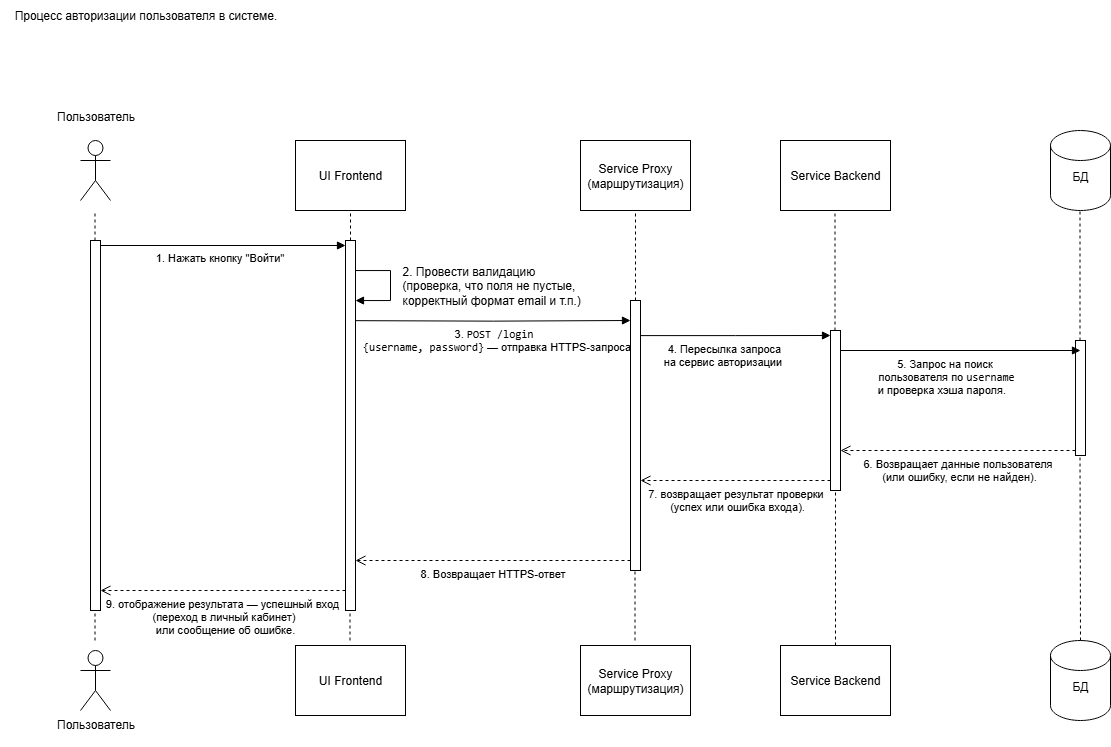 Процесс авторизации пользователя в системе.
Пользователь
UI Frontend
Service Proxy
(маршрутизация)
Service Backend
БД
1. Нажать кнопку "Войти"
2. Провести валидацию
(проверка, что поля не пустые,
корректный формат email и т.п.)
3. POST /login
{username, password} — отправка HTTPS-запроса
4. Пересылка запроса
на сервис авторизации
5. Запрос на поиск
пользователя по username
и проверка хэша пароля.
6. Возвращает данные пользователя
(или ошибку, если не найден).
7. возвращает результат проверки
(успех или ошибка входа).
8. Возвращает HTTPS-ответ
9. отображение результата — успешный вход
(переход в личный кабинет)
или сообщение об ошибке.
UI Frontend
Service Proxy
(маршрутизация)
Service Backend
БД
Пользователь